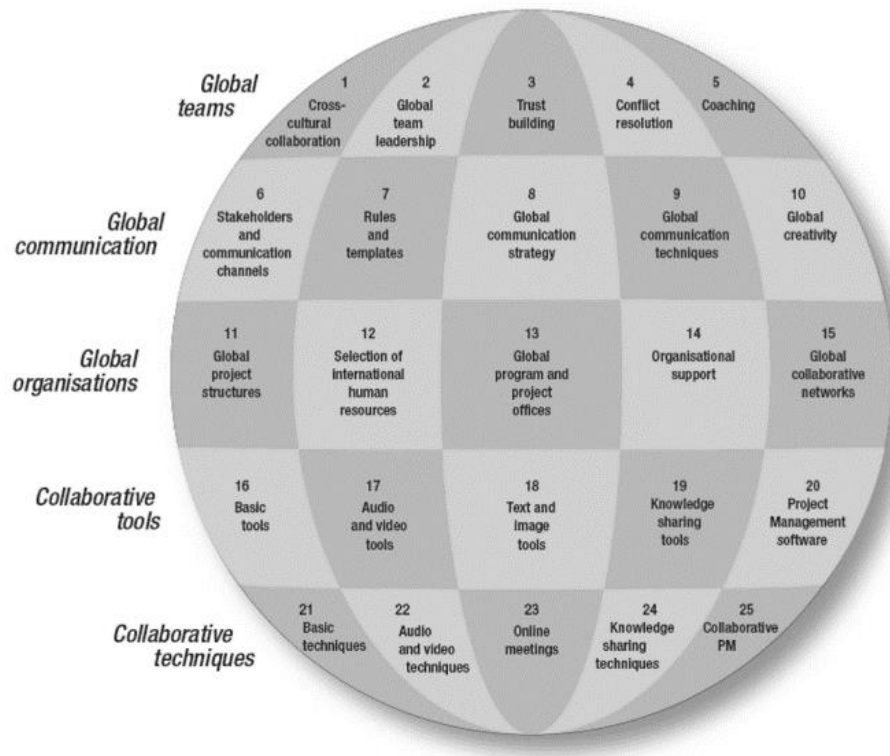 Global
teams
1
Cross-
cultural
collaboration
2
Global
team
leadership
3
Trust
building
4
Conflict
resolution
5
Coaching
Global
communication
6
Stakeholders
and
communication
channels
7
Rules
and
templates
8
Global
communication
strategy
9
Global
communication
techniques
10
Global
creativity
Global
organisations
11
Global
project
structures
12
Selection of
international
human
resources
13
Global
program and
project
offices
14
Organisational
support
15
Global
collaborative
networks
Collaborative
tools
16
Basic
tools
17
Audio
and video
tools
18
Text and
image
tools
19
Knowledge
sharing
tools
20
Project
Management
software
Collaborative
techniques
21
Basic
techniques
22
Audio
and video
techniques
23
Online
meetings
24
Knowledge
sharing
techniques
25
Collaborative
PM